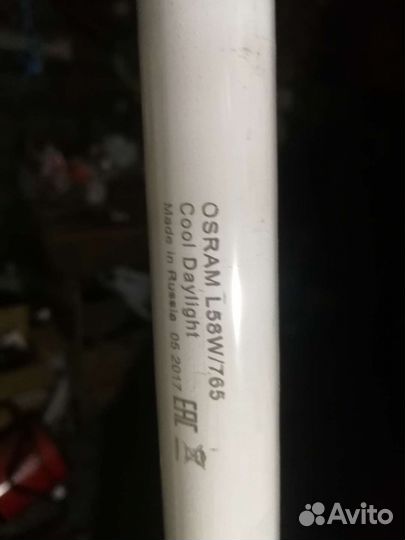 OSRAM L58W/765
Cool Daylight
Made in Russia 05 2017 EAC
Avito